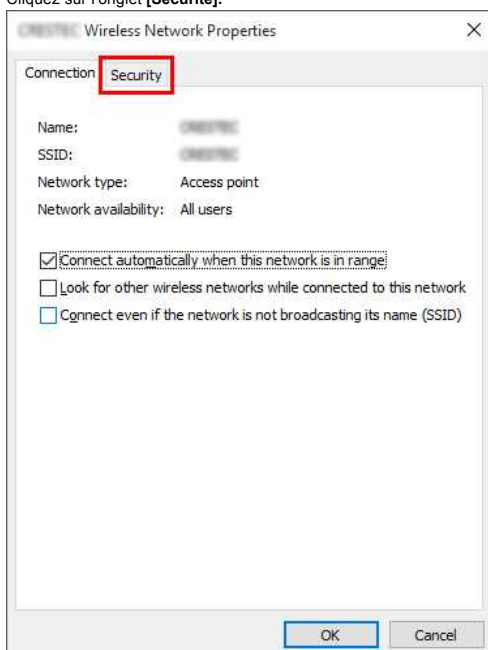 Cliquez sur l'onglet [Sécurité].
Wireless Network Properties
Connection Security
Name:
SSID:
Network type: Access point
Network availability: All users
Connect automatically when this network is in range
Look for other wireless networks while connected to this network
Connect even if the network is not broadcasting its name (SSID)
OK Cancel